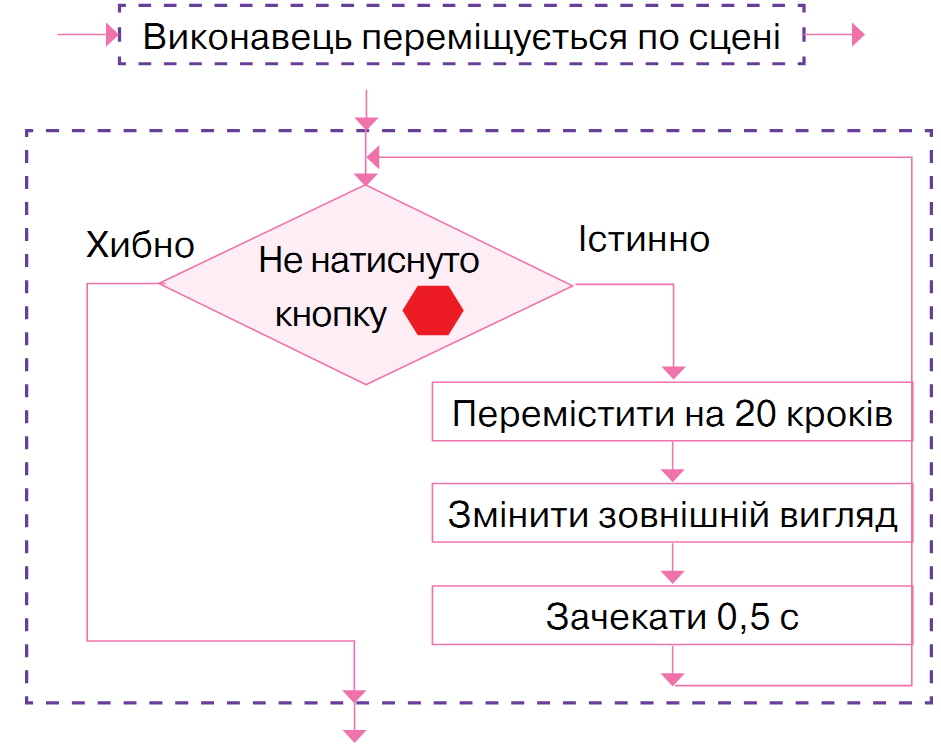 Виконавець переміщується по сцені
Хибно
Істинно
Не натиснуто
кнопку
Перемістити на 20 кроків
Змінити зовнішній вигляд
Зачекати 0,5 с